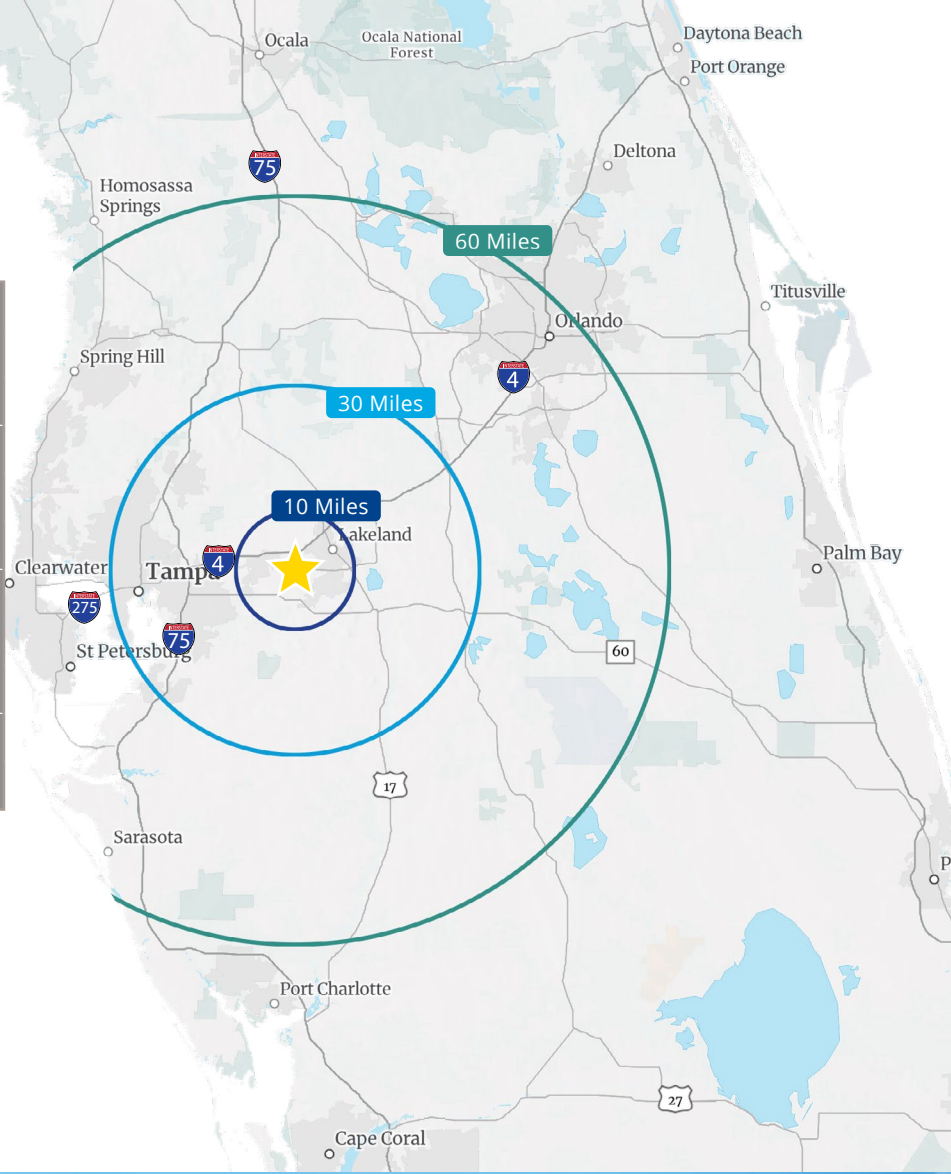 Daytona Beach
Ocala
Ocala National
Forest
Port Orange
Deltona
75
Homosassa
Springs
60 Miles
Titusville
Orlando
Spring Hill
4
30 Miles
10 Miles
Lakeland
Palm Bay
4
Clearwater
Tampa
275
75
St Petersburg
60
17
Sarasota
P
Port Charlotte
27
Cape Coral